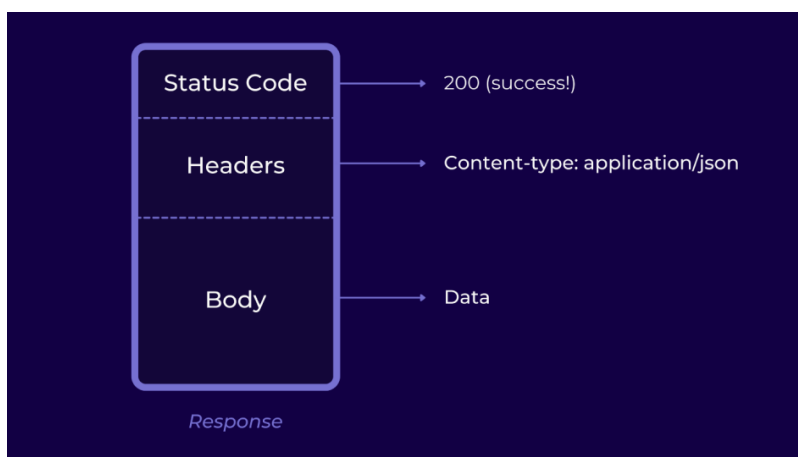 Status Code
200 (success!)
Headers
Content-type: application/json
Body
Data
Response